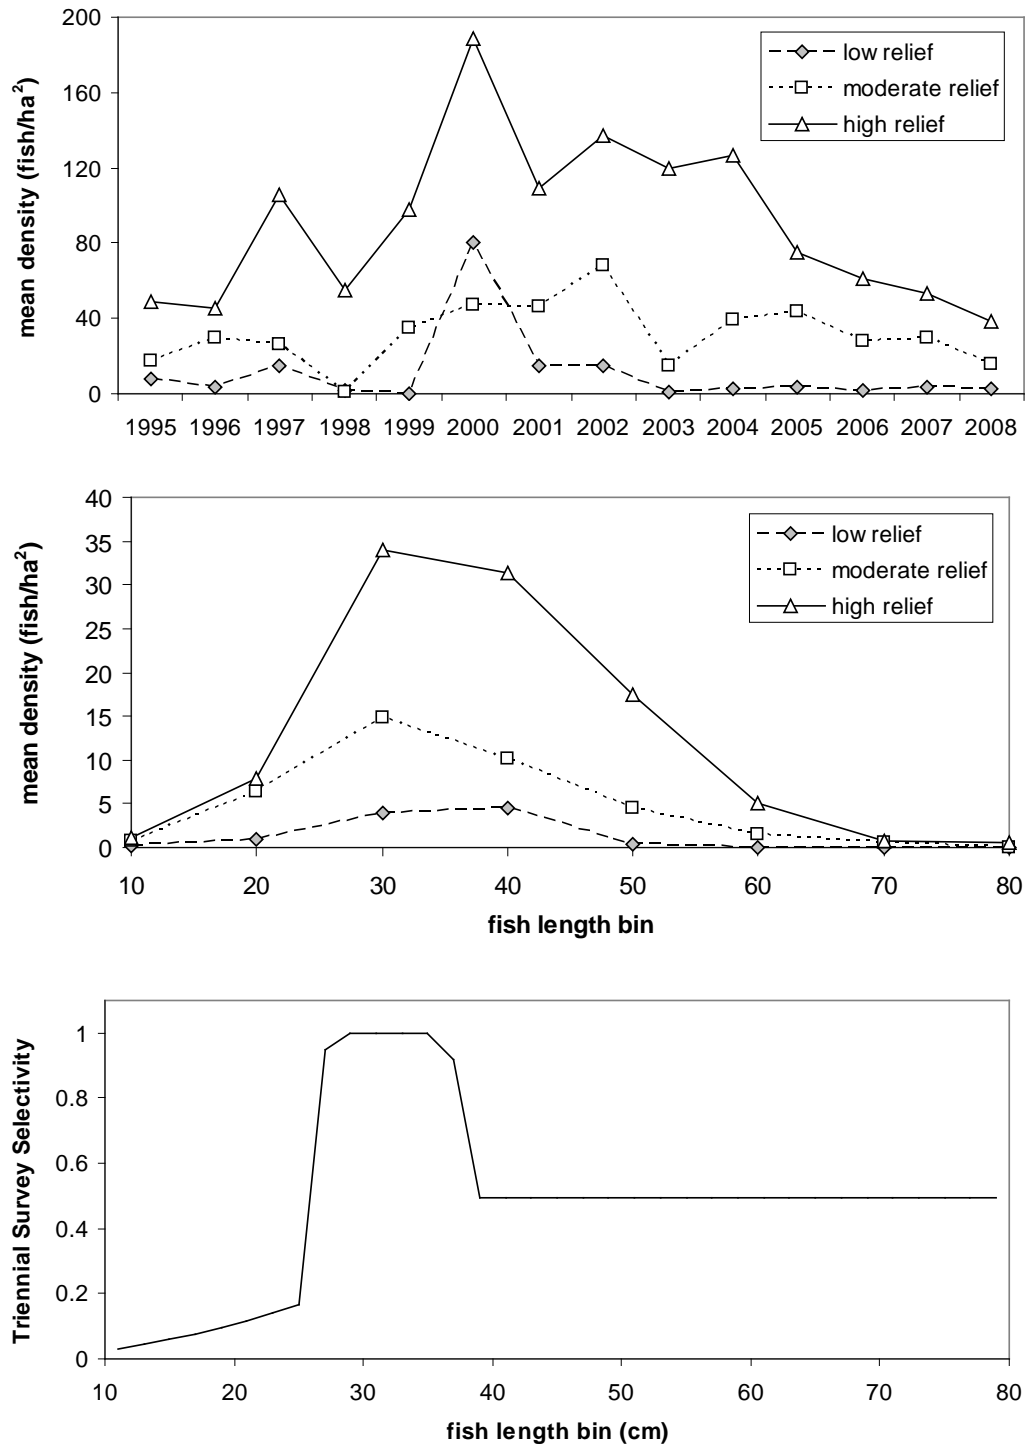 200
160
120
80
40
0
mean density (fish/ha²)
low relief
moderate relief
high relief
1995 1996 1997 1998 1999 2000 2001 2002 2003 2004 2005 2006 2007 2008
40
35
30
25
20
15
10
5
0
mean density (fish/ha²)
low relief
moderate relief
high relief
10 20 30 40 50 60 70 80
fish length bin
1
0.8
0.6
0.4
0.2
0
Triennial Survey Selectivity
10 20 30 40 50 60 70 80
fish length bin (cm)